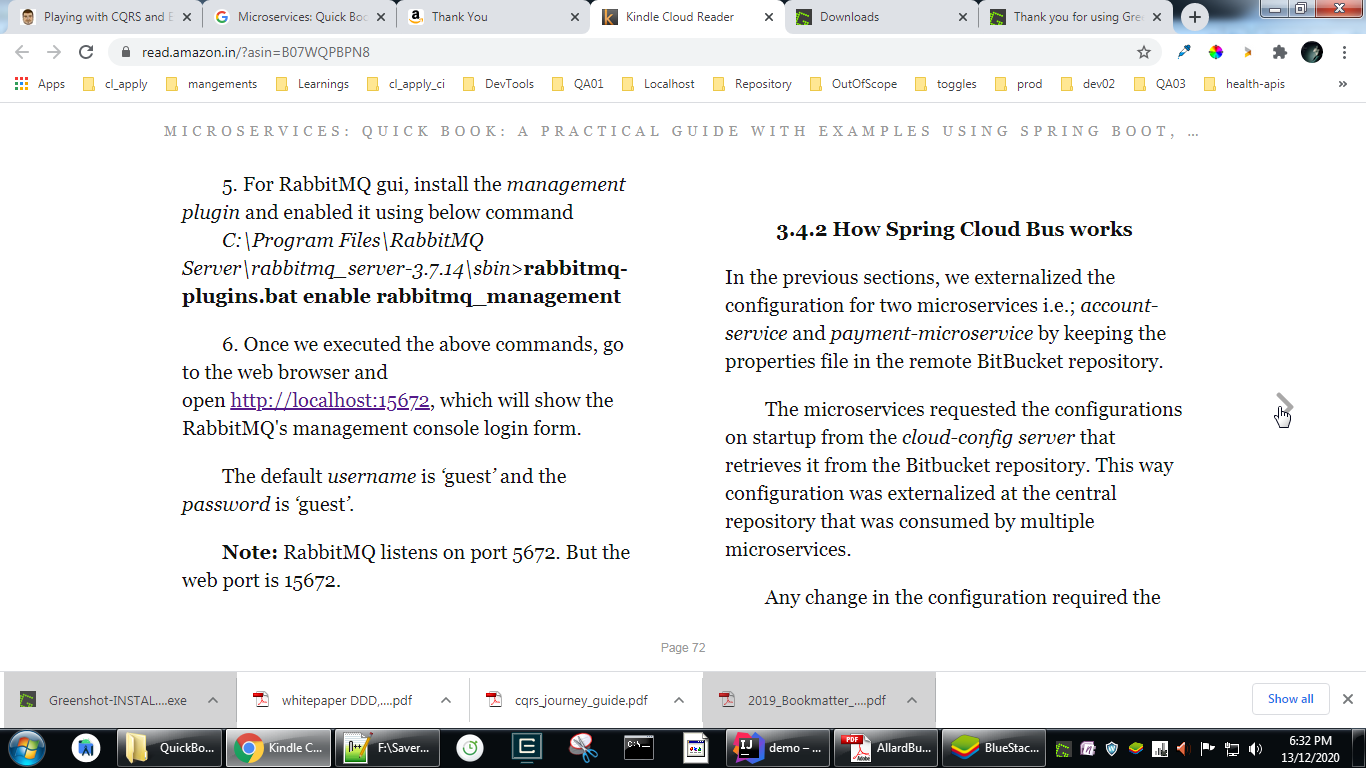 Playing with CQRS and E
Microservices: Quick Boo
Thank You
Kindle Cloud Reader
Downloads
Thank you for using Gre
read.amazon.in/?asin=B07WQPBPN8
Apps
cl_apply
mangements
Learnings
cl_apply_ci
DevTools
QA01
Localhost
Repository
OutOfScope
toggles
prod
dev02
QA03
health-apis
»
MICROSERVICES: QUICK BOOK: A PRACTICAL GUIDE WITH EXAMPLES USING SPRING BOOT, …
5. For RabbitMQ gui, install the management
plugin and enabled it using below command
C:\Program Files\RabbitMQ
Server\rabbitmq_server-3.7.14\sbin>rabbitmq-
plugins.bat enable rabbitmq_management
6. Once we executed the above commands, go
to the web browser and
open http://localhost:15672, which will show the
RabbitMQ's management console login form.
The default username is ‘guest’ and the
password is ‘guest’.
Note: RabbitMQ listens on port 5672. But the
web port is 15672.
3.4.2 How Spring Cloud Bus works
In the previous sections, we externalized the
configuration for two microservices i.e.; account-
service and payment-microservice by keeping the
properties file in the remote BitBucket repository.
The microservices requested the configurations
on startup from the cloud-config server that
retrieves it from the Bitbucket repository. This way
configuration was externalized at the central
repository that was consumed by multiple
microservices.
Any change in the configuration required the
Page 72
Greenshot-INSTAL....exe
whitepaper DDD,....pdf
cqrs_journey_guide.pdf
2019_Bookmatter_....pdf
Show all
QuickBo...
Kindle C...
F:\Saver...
demo – ...
AllardBu...
BlueStac...
6:32 PM
13/12/2020